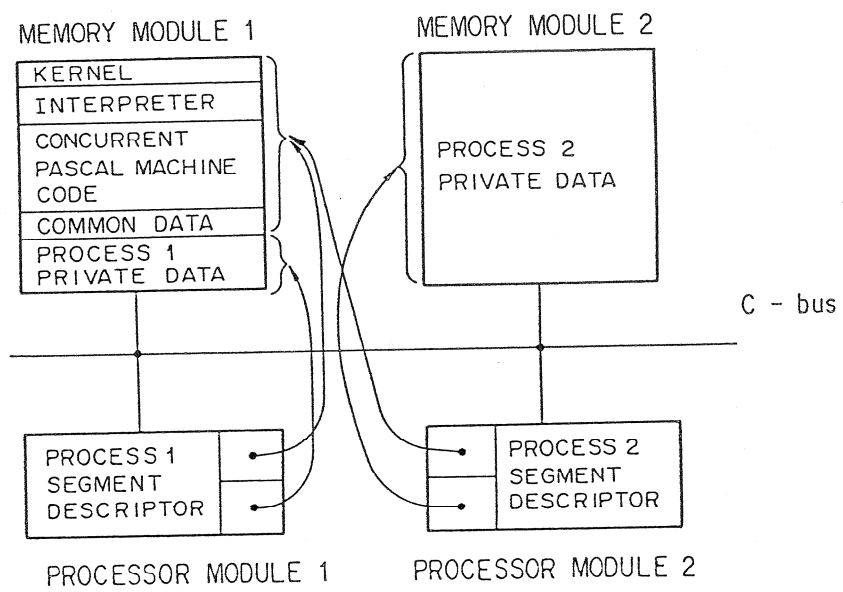 MEMORY MODULE 1
KERNEL
INTERPRETER
CONCURRENT
PASCAL MACHINE
CODE
COMMON DATA
PROCESS 1
PRIVATE DATA
MEMORY MODULE 2
PROCESS 2
PRIVATE DATA
C - bus
PROCESS 1
SEGMENT
DESCRIPTOR
PROCESSOR MODULE 1
PROCESS 2
SEGMENT
DESCRIPTOR
PROCESSOR MODULE 2